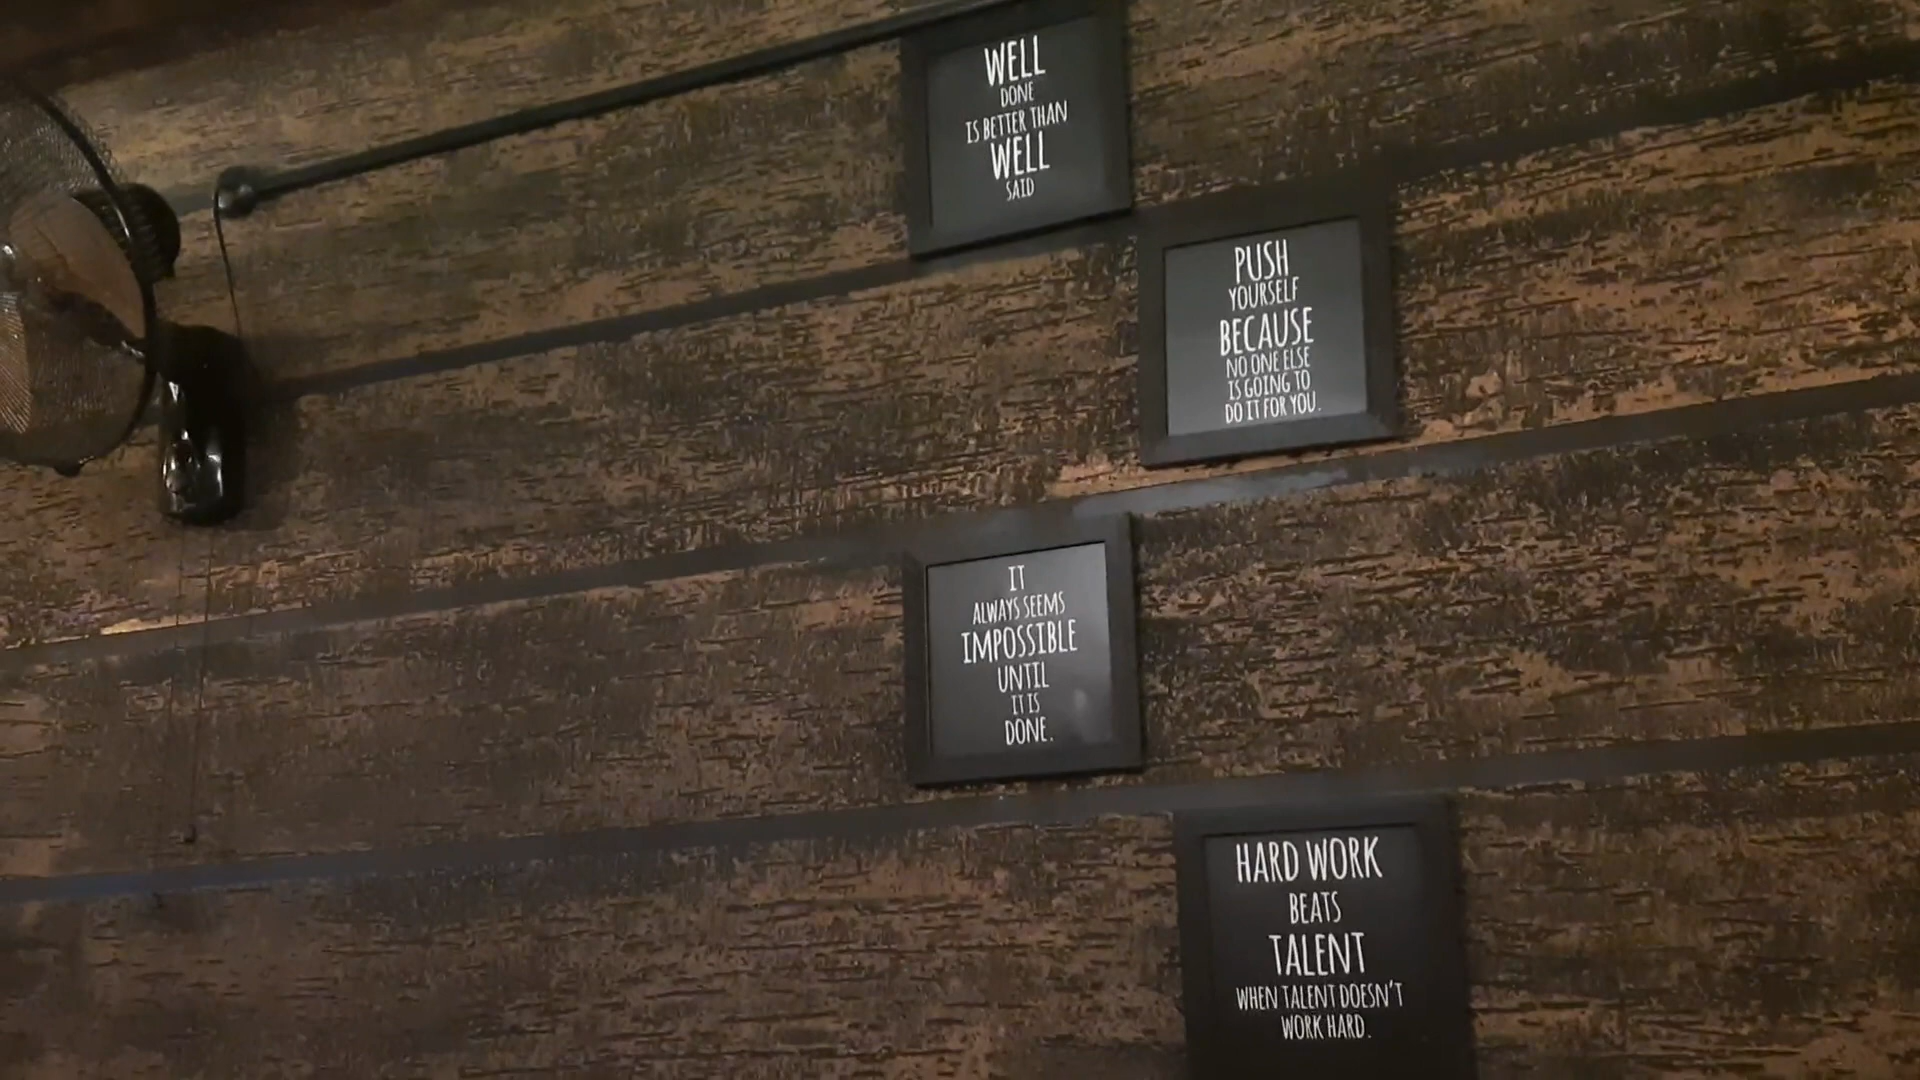 WELL
DONE
IS BETTER THAN
WELL
SAID
PUSH
YOURSELF
BECAUSE
NO ONE ELSE
IS GOING TO
DO IT FOR YOU.
IT
ALWAYS SEEMS
IMPOSSIBLE
UNTIL
IT IS
DONE.
HARD WORK
BEATS
TALENT
WHEN TALENT DOESN'T
WORK HARD.